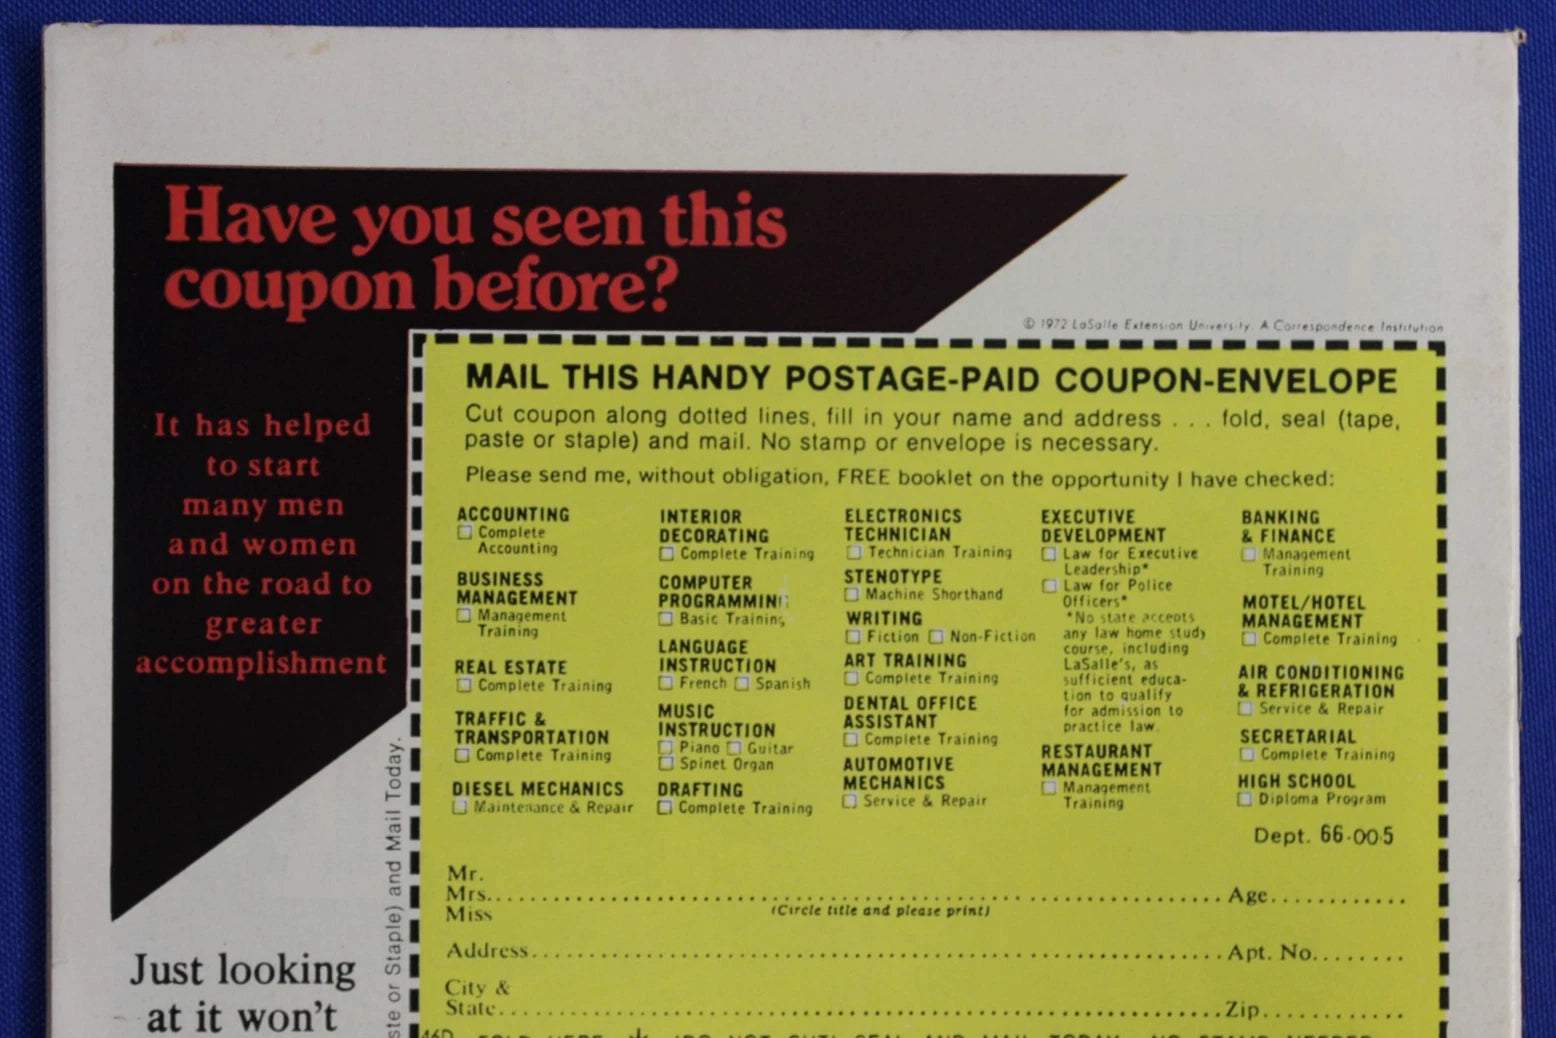 Have you seen this
coupon before?
© 1972 LaSalle Extension University. A Correspondence Institution
It has helped
to start
many men
and women
on the road to
greater
accomplishment
Just looking
at it won't
Staple) and Mail Today.
MAIL THIS HANDY POSTAGE-PAID COUPON-ENVELOPE
Cut coupon along dotted lines, fill in your name and address . . . fold, seal (tape,
paste or staple) and mail. No stamp or envelope is necessary.
Please send me, without obligation, FREE booklet on the opportunity I have checked:
ACCOUNTING
Complete
Accounting
BUSINESS
MANAGEMENT
Management
Training
REAL ESTATE
Complete Training
TRAFFIC &
TRANSPORTATION
Complete Training
DIESEL MECHANICS
Maintenance & Repair
INTERIOR
DECORATING
Complete Training
COMPUTER
PROGRAMMING
Basic Training
LANGUAGE
INSTRUCTION
French Spanish
MUSIC
INSTRUCTION
Piano Guitar
Spinet Organ
DRAFTING
Complete Training
ELECTRONICS
TECHNICIAN
Technician Training
STENOTYPE
Machine Shorthand
WRITING
Fiction Non-Fiction
ART TRAINING
Complete Training
DENTAL OFFICE
ASSISTANT
Complete Training
AUTOMOTIVE
MECHANICS
Service & Repair
EXECUTIVE
DEVELOPMENT
Law for Executive
Leadership*
Law for Police
Officers*
*No state accepts
any law home study
course, including
LaSalle's, as
sufficient educa-
tion to qualify
for admission to
practice law.
RESTAURANT
MANAGEMENT
Management
Training
BANKING
& FINANCE
Management
Training
MOTEL/HOTEL
MANAGEMENT
Complete Training
AIR CONDITIONING
& REFRIGERATION
Service & Repair
SECRETARIAL
Complete Training
HIGH SCHOOL
Diploma Program
Dept. 66-005
Mr.
Mrs. Age
Miss (Circle title and please print)
Address Apt. No.
City &
State Zip